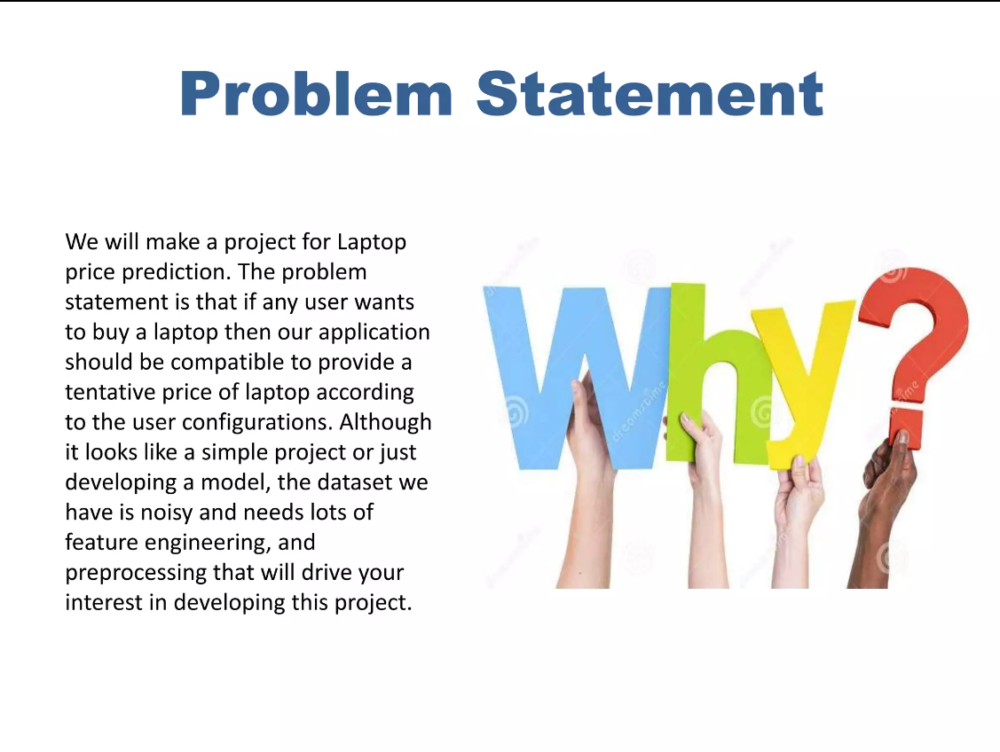 Problem Statement
We will make a project for Laptop
price prediction. The problem
statement is that if any user wants
to buy a laptop then our application
should be compatible to provide a
tentative price of laptop according
to the user configurations. Although
it looks like a simple project or just
developing a model, the dataset we
have is noisy and needs lots of
feature engineering, and
preprocessing that will drive your
interest in developing this project.
Why?
dreamstime